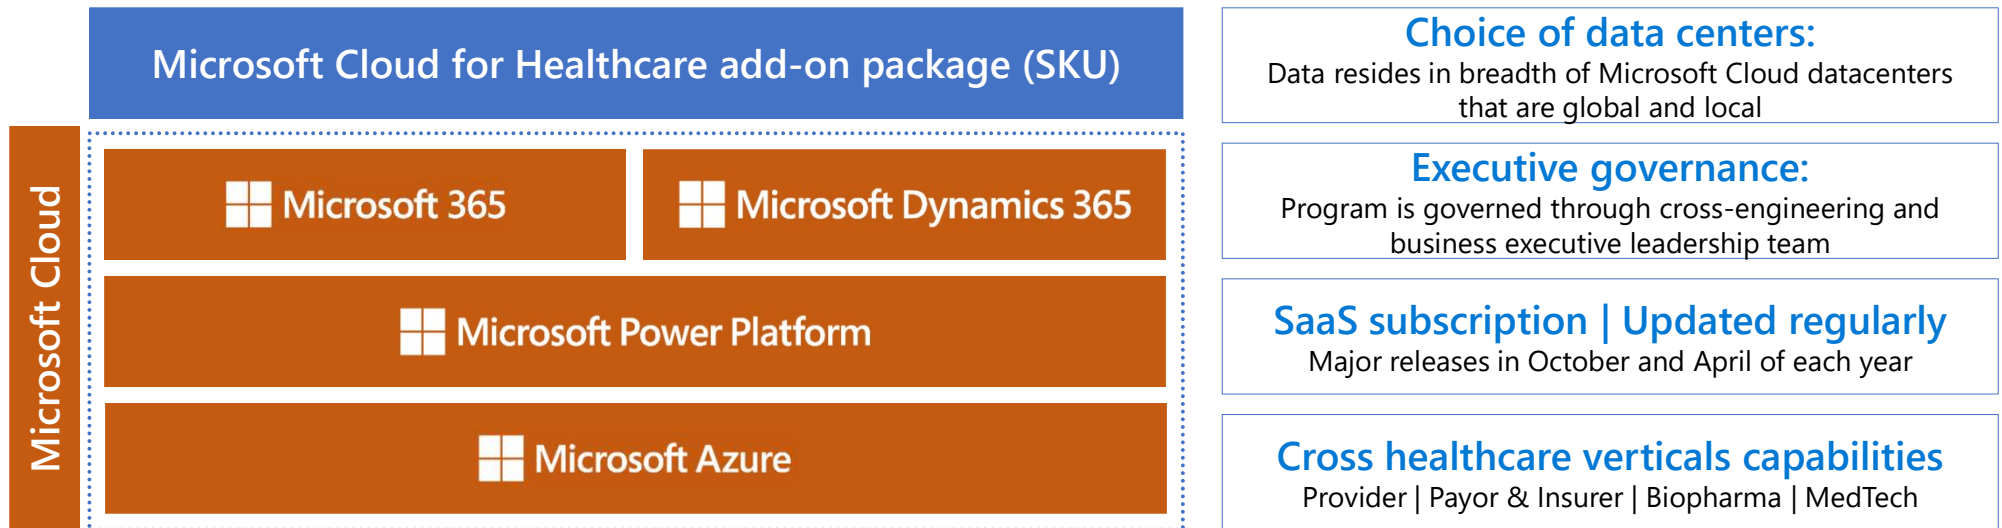 Microsoft Cloud for Healthcare add-on package (SKU)
Microsoft Cloud
Microsoft 365
Microsoft Dynamics 365
Microsoft Power Platform
Microsoft Azure
Choice of data centers:
Data resides in breadth of Microsoft Cloud datacenters
that are global and local
Executive governance:
Program is governed through cross-engineering and
business executive leadership team
SaaS subscription | Updated regularly
Major releases in October and April of each year
Cross healthcare verticals capabilities
Provider | Payor & Insurer | Biopharma | MedTech